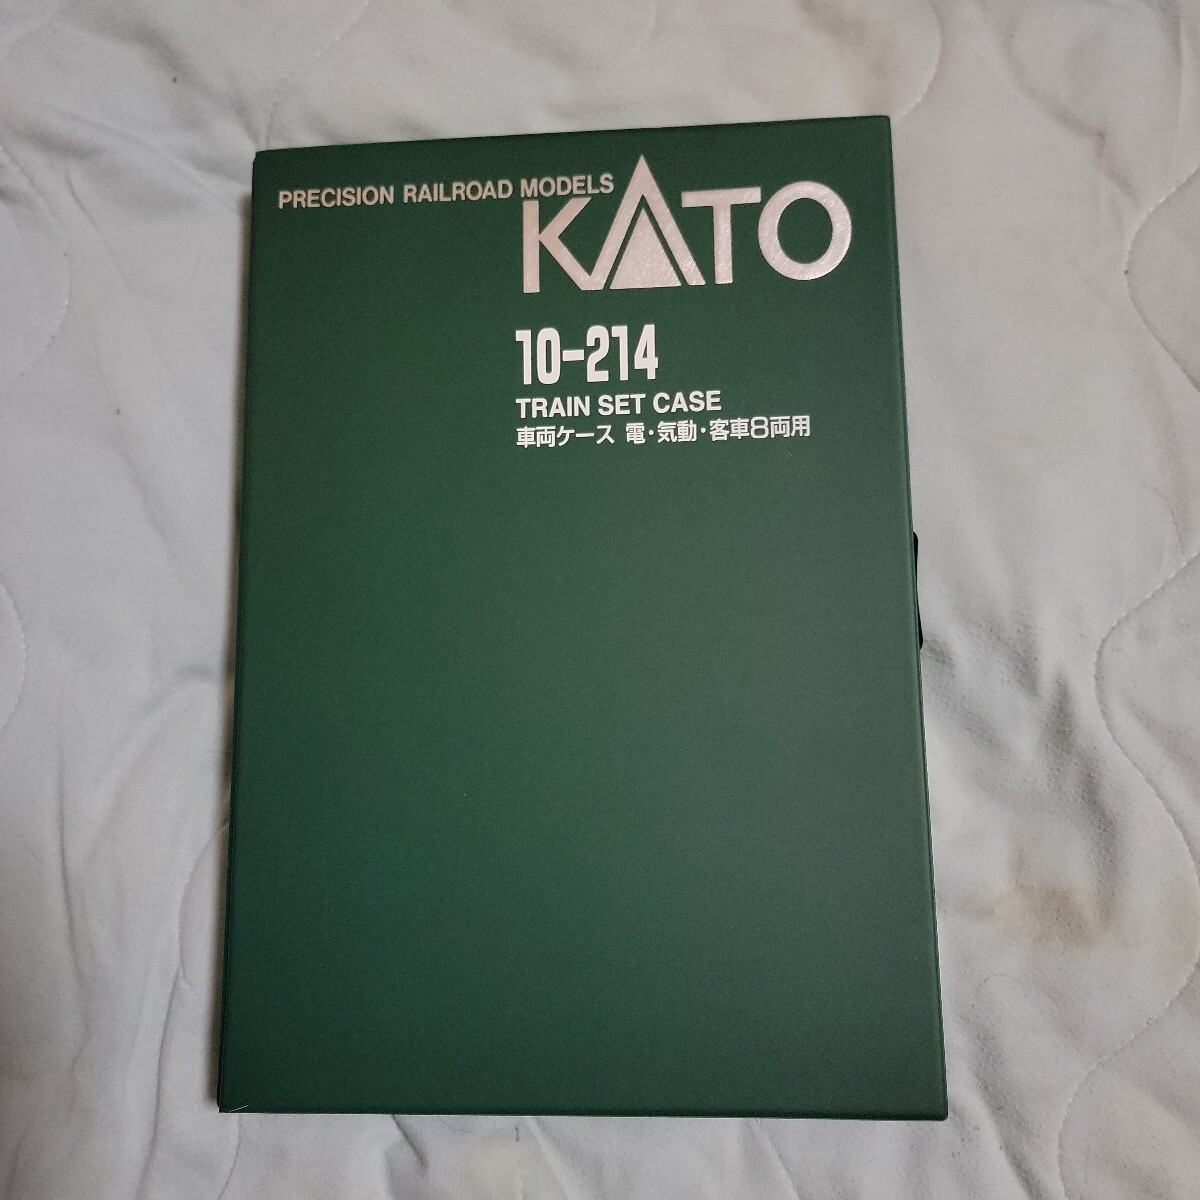 PRECISION RAILROAD MODELS
KATO
10-214
TRAIN SET CASE
車両ケース 電・気動・客車8両用